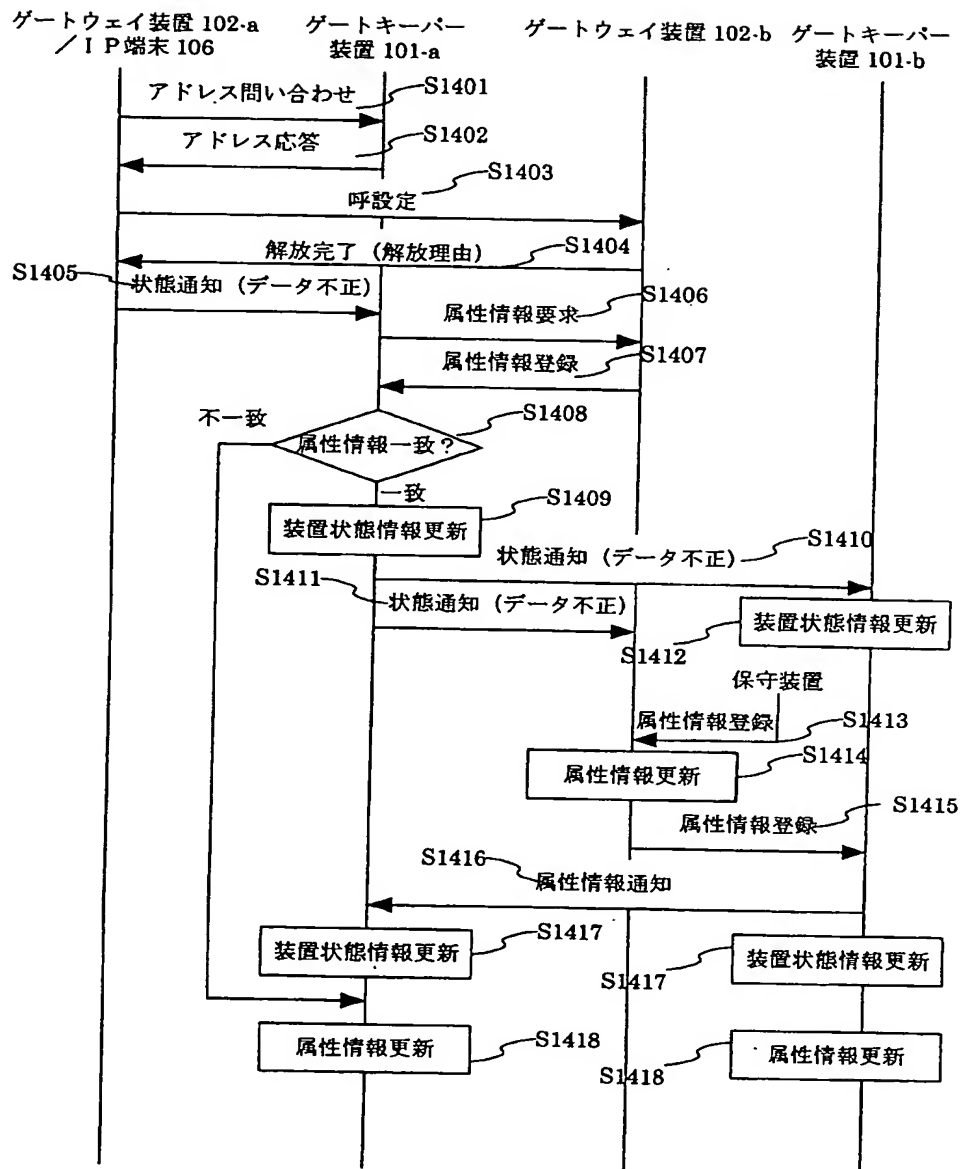 ゲートウェイ装置 102-a
／ＩＰ端末 106
ゲートキーパー
装置 101-a
ゲートウェイ装置 102-b
ゲートキーパー
装置 101-b
アドレス問い合わせ
S1401
アドレス応答
S1402
S1403
呼設定
解放完了（解放理由）
S1404
S1405
状態通知（データ不正）
S1406
属性情報要求
S1407
属性情報登録
不一致
S1408
属性情報一致？
一致
S1409
装置状態情報更新
状態通知（データ不正）
S1410
S1411
状態通知（データ不正）
装置状態情報更新
S1412
保守装置
属性情報登録
S1413
属性情報更新
S1414
属性情報登録
S1415
S1416
属性情報通知
装置状態情報更新
S1417
装置状態情報更新
S1417
属性情報更新
S1418
属性情報更新
S1418